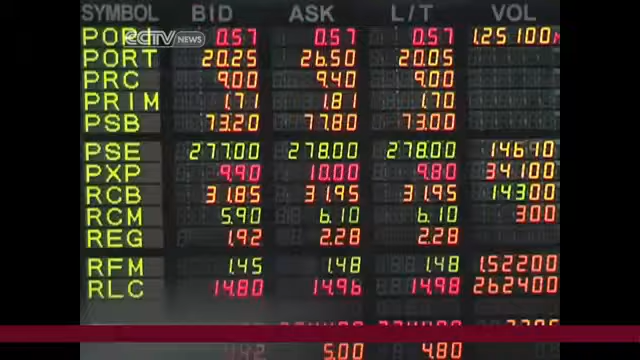 SYMBOL BID ASK L/T VOL
CCTV NEWS
0.57 0.57 0.57
PORT 20.25 26.50 20.05
PRC 9.00 9.40 9.00
PRIM 1.71 1.81 1.70
PSB 73.20 77.80 73.00
PSE 277.00 278.00 278.00 14610
PXP 9.90 10.00 9.80 34100
RCB 31.85 31.95 31.95 14300
RCM 5.90 6.10 6.10 300
REG 1.92 2.28 2.28
RFM 1.45 1.48 1.48 1.52200
RLC 14.80 14.96 14.98 262400
5.00 4.80